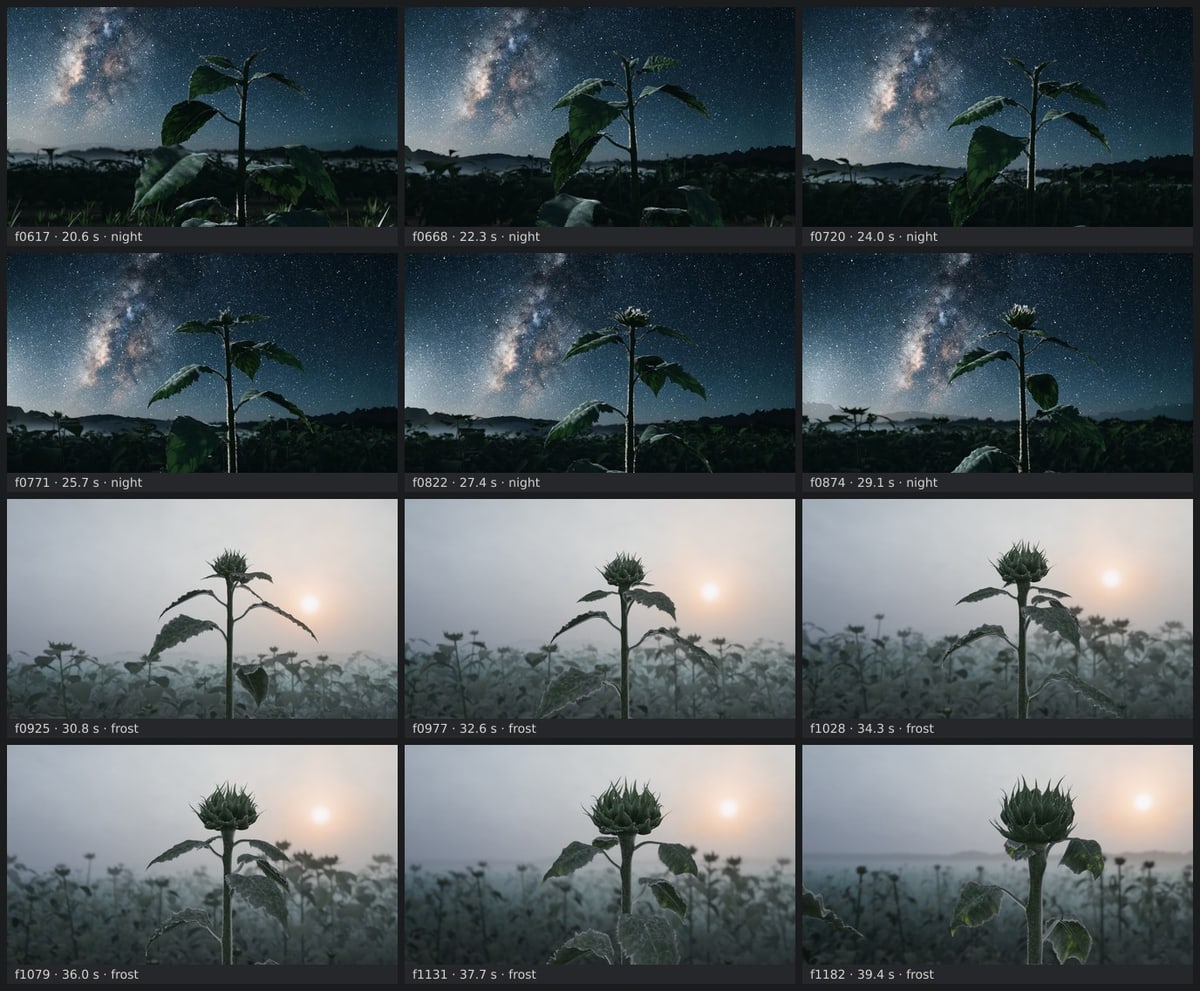 f0617 · 20.6 s · night
f0668 · 22.3 s · night
f0720 · 24.0 s · night
f0771 · 25.7 s · night
f0822 · 27.4 s · night
f0874 · 29.1 s · night
f0925 · 30.8 s · frost
f0977 · 32.6 s · frost
f1028 · 34.3 s · frost
f1079 · 36.0 s · frost
f1131 · 37.7 s · frost
f1182 · 39.4 s · frost